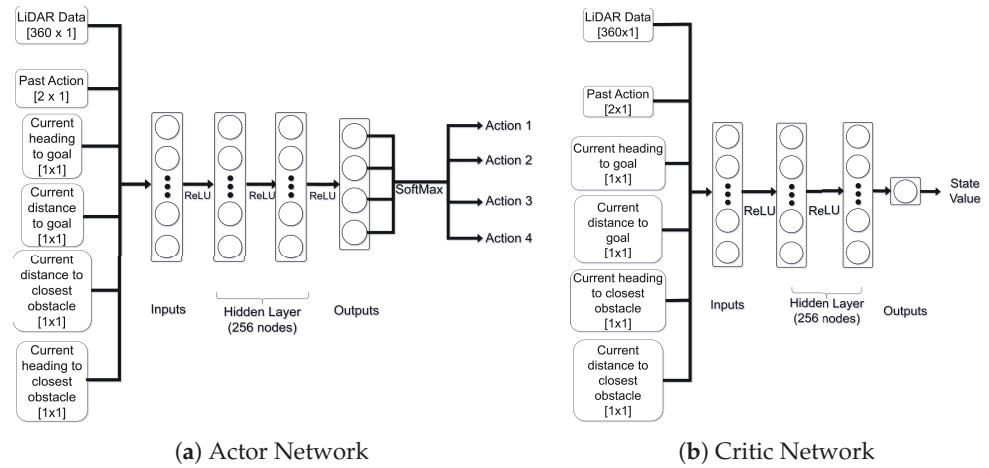 LiDAR Data
[360 x 1]
Past Action
[2 x 1]
Current
heading
to goal
[1x1]
Current
distance
to goal
[1x1]
Current
distance to
closest
obstacle
[1x1]
Current
heading to
closest
obstacle
[1x1]
ReLU
ReLU
ReLU
SoftMax
Action 1
Action 2
Action 3
Action 4
Inputs
Hidden Layer
(256 nodes)
Outputs
(a) Actor Network
LiDAR Data
[360x1]
Past Action
[2x1]
Current heading
to goal
[1x1]
Current
distance to
goal
[1x1]
Current heading
to closest
obstacle
[1x1]
Current
distance to
closest
obstacle
[1x1]
ReLU
ReLU
State
Value
Inputs
Hidden Layer
(256 nodes)
Outputs
(b) Critic Network